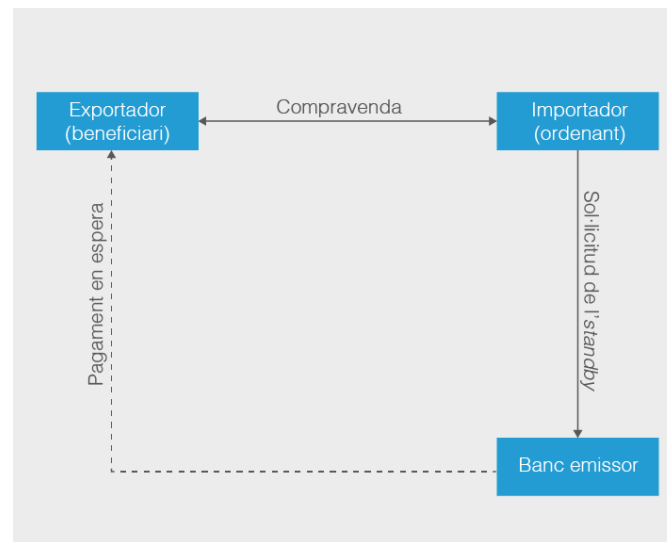 Exportador
(beneficiari)
Compravenda
Importador
(ordenant)
Pagament en espera
Sol·licitud de l'standby
Banc emissor